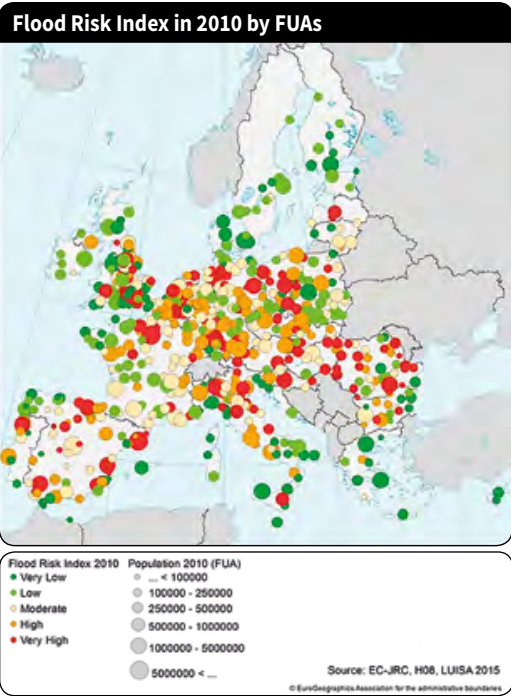 Flood Risk Index in 2010 by FUAs
Flood Risk Index 2010
Very Low
Low
Moderate
High
Very High
Population 2010 (FUA)
... < 100000
100000 - 250000
250000 - 500000
500000 - 1000000
1000000 - 5000000
5000000 < ...
Source: EC-JRC, H08, LUISA 2015
© EuroGeographics Association for the administrative boundaries